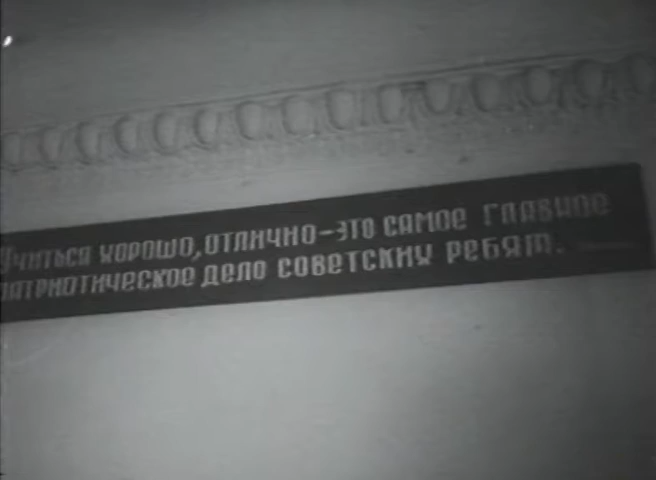 Учиться хорошо, отлично-это самое главное
патриотическое дело советских ребят.